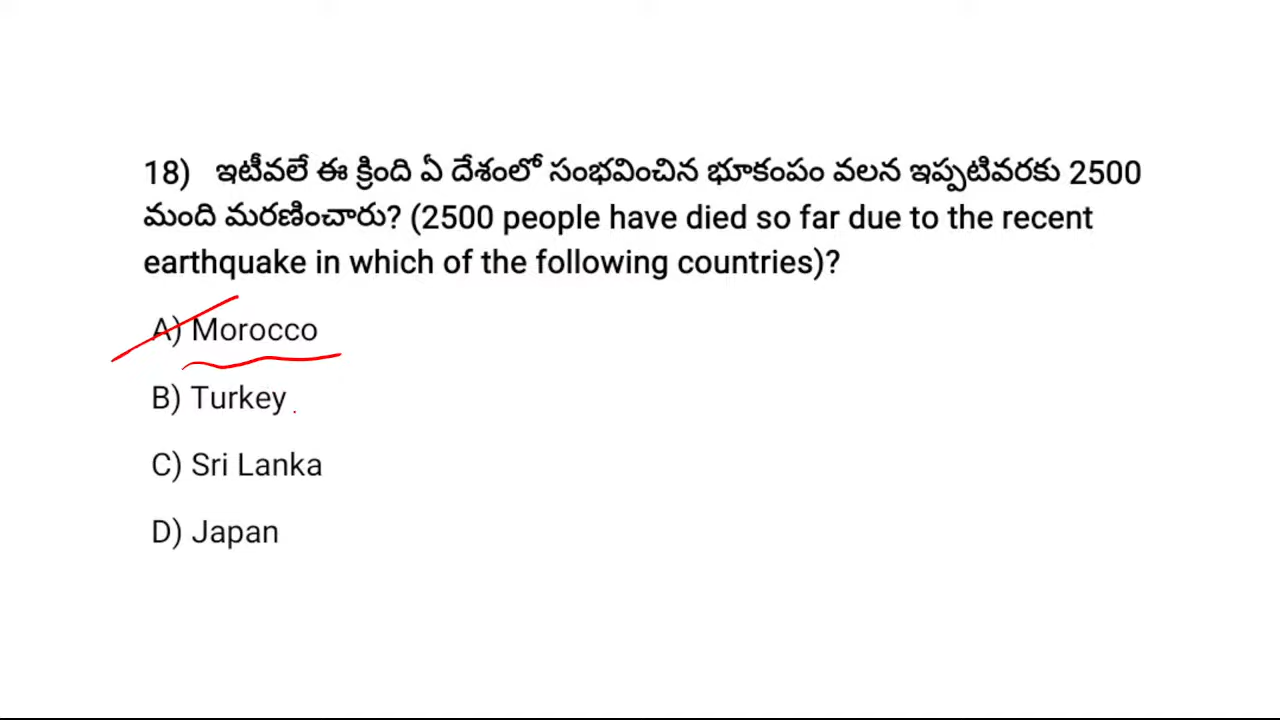 18) ఇటీవలే ఈ క్రింది ఏ దేశంలో సంభవించిన భూకంపం వలన ఇప్పటివరకు 2500
మంది మరణించారు? (2500 people have died so far due to the recent
earthquake in which of the following countries)?
A) Morocco
B) Turkey
C) Sri Lanka
D) Japan